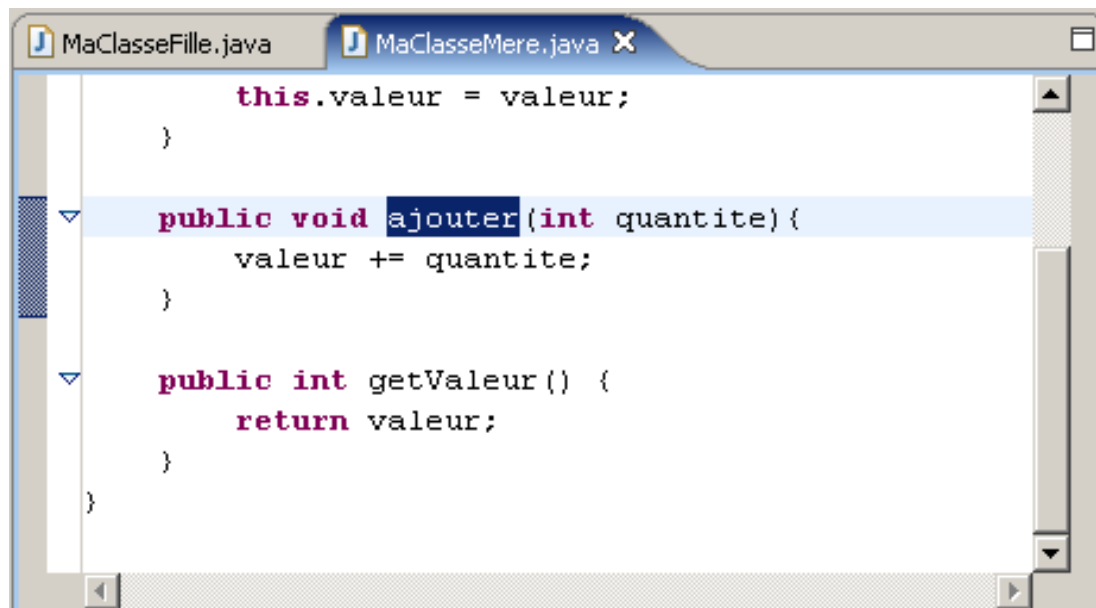 MaClasseFille.java MaClasseMere.java
this.valeur = valeur;
}
public void ajouter(int quantite){
valeur += quantite;
}
public int getValeur() {
return valeur;
}
}